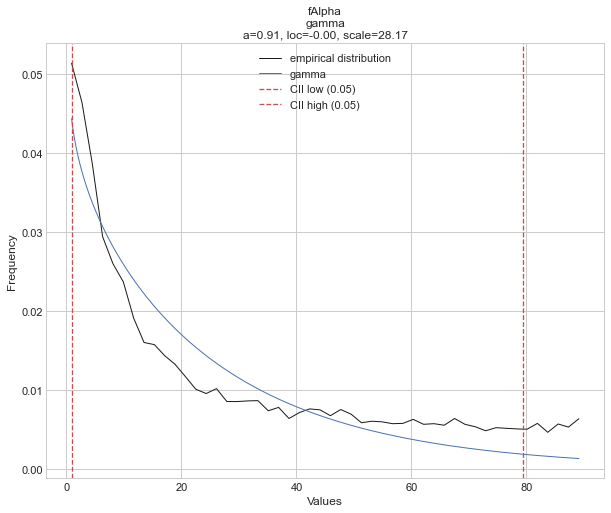 fAlpha
gamma
a=0.91, loc=-0.00, scale=28.17
empirical distribution
gamma
CII low (0.05)
CII high (0.05)
0.05
0.04
0.03
0.02
0.01
0.00
Frequency
0 20 40 60 80
Values